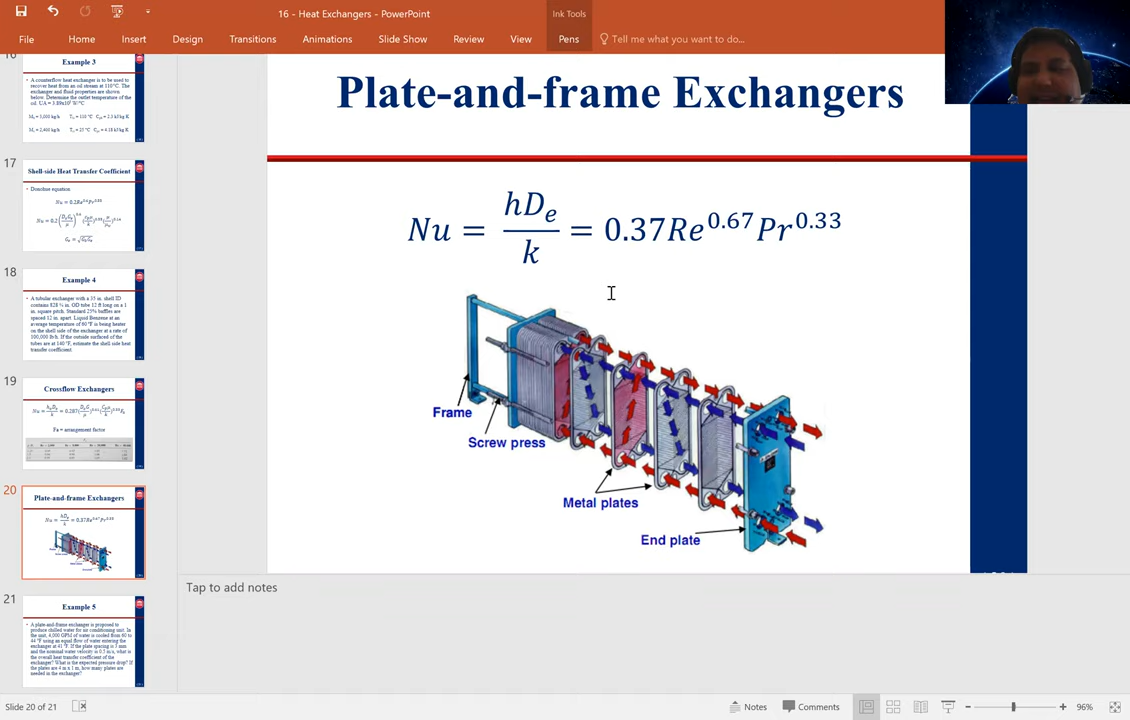 16 - Heat Exchangers - PowerPoint
Ink Tools
File Home Insert Design Transitions Animations Slide Show Review View Pens Tell me what you want to do...
Example 3
A counterflow heat exchanger is to be used to
recover heat from an oil stream at 110 °C. The
exchanger and fluid properties are shown
below. Determine the outlet temperature of the
17
Shell-side Heat Transfer Coefficient
Donohue equation
18
Example 4
A tubular exchanger with a 35 in. shell ID
contains 828 ¾ in. OD tube 12 ft long on a 1
in. square pitch. Standard 25% baffles are
spaced 12 in. apart. Liquid Benzene at an
average temperature of 60 °F is being heater
on the shell side of the exchanger at a rate of
100,000 lb/h. If the outside surfaced of the
tubes are at 140 °F, estimate the shell side heat
transfer coefficient.
19
Crossflow Exchangers
Fa = arrangement factor
20
Plate-and-frame Exchangers
21
Example 5
A plate-and-frame exchanger is proposed to
produce chilled water for air conditioning unit. In
the unit, 4,000 GPM of water is cooled from 60 to
44 °F using an equal flow of water entering the
exchanger at 41 °F. If the plate spacing is 5 mm
and the nominal water velocity is 0.5 m/s, what is
the overall heat transfer coefficient of the
exchanger? What is the expected pressure drop? If
the plates are 4 m x 1 m, how many plates are
needed in the exchanger?
Plate-and-frame Exchangers
Nu = hDₑ/k = 0.37Re^0.67 Pr^0.33
Frame
Screw press
Metal plates
End plate
Tap to add notes
Slide 20 of 21
Notes Comments 96%